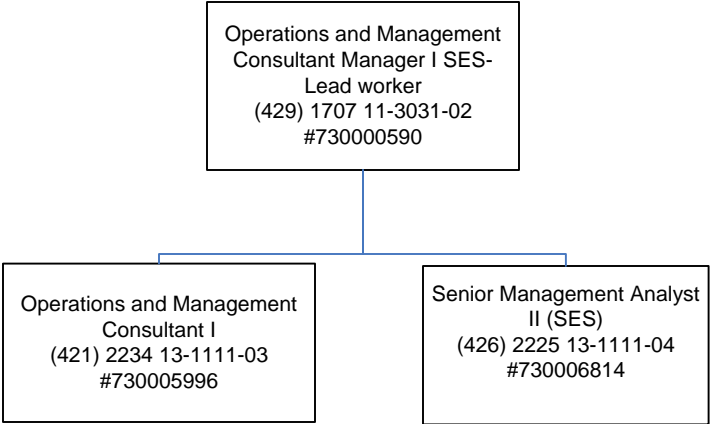 Operations and Management
Consultant Manager I SES-
Lead worker
(429) 1707 11-3031-02
#730000590
Operations and Management
Consultant I
(421) 2234 13-1111-03
#730005996
Senior Management Analyst
II (SES)
(426) 2225 13-1111-04
#730006814